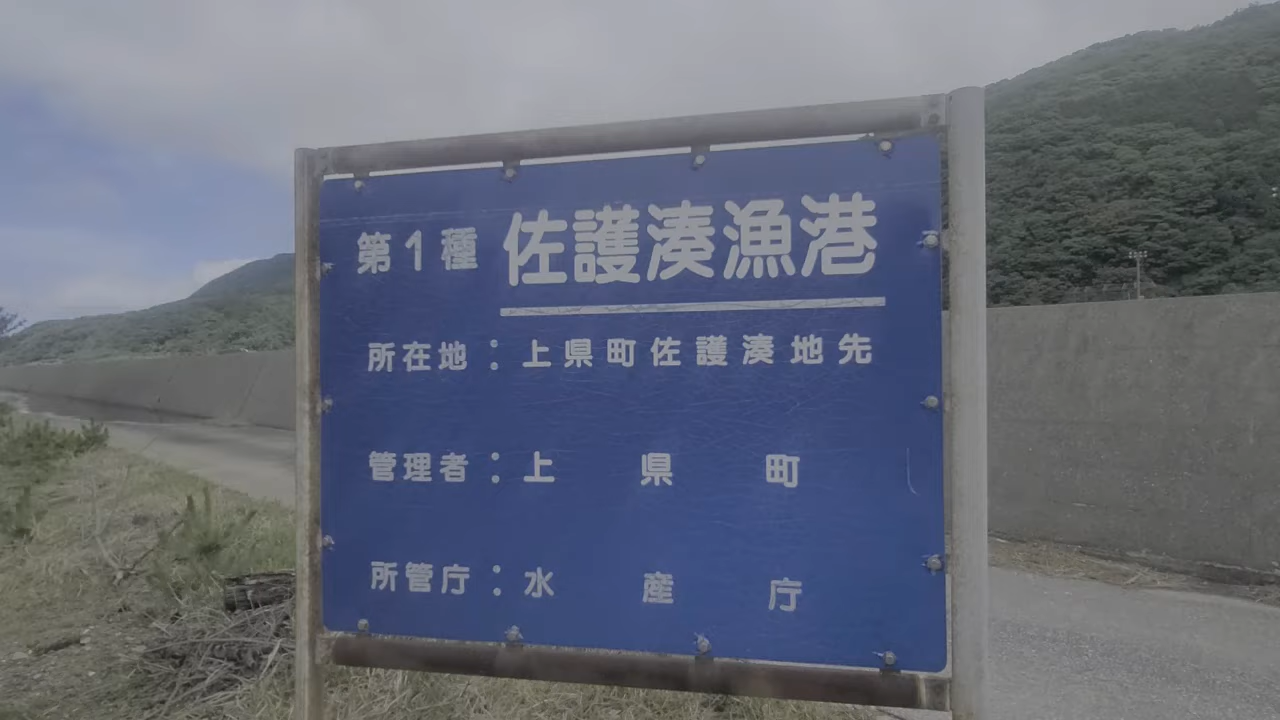 第1種 佐護湊漁港
所在地：上県町佐護湊地先
管理者：上県町
所管庁：水産庁